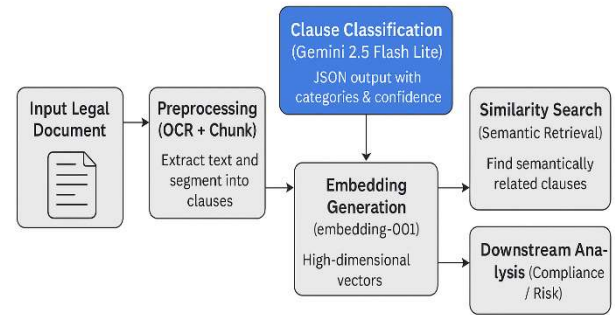 Input Legal
Document
Preprocessing
(OCR + Chunk)
Extract text and
segment into
clauses
Clause Classification
(Gemini 2.5 Flash Lite)
JSON output with
categories & confidence
Embedding
Generation
(embedding-001)
High-dimensional
vectors
Similarity Search
(Semantic Retrieval)
Find semantically
related clauses
Downstream Ana-
lysis (Compliance
/ Risk)